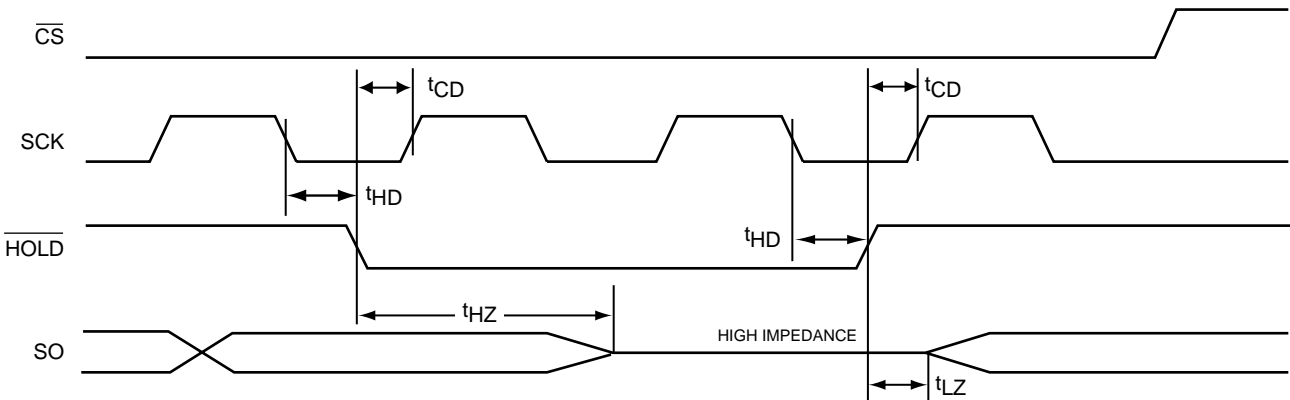 CS
tCD
tCD
SCK
tHD
tHD
HOLD
tHZ
HIGH IMPEDANCE
SO
tLZ